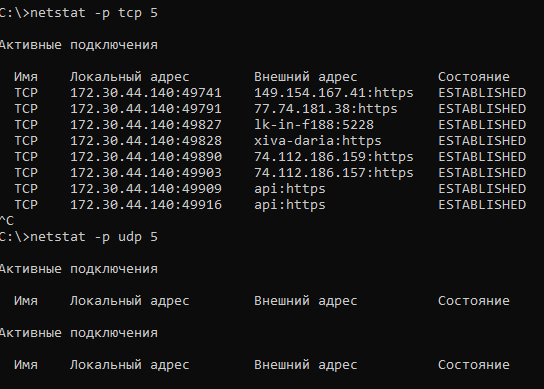 C:\>netstat -p tcp 5
Активные подключения
Имя Локальный адрес Внешний адрес Состояние
TCP 172.30.44.140:49741 149.154.167.41:https ESTABLISHED
TCP 172.30.44.140:49791 77.74.181.38:https ESTABLISHED
TCP 172.30.44.140:49827 lk-in-f188:5228 ESTABLISHED
TCP 172.30.44.140:49828 xiva-daria:https ESTABLISHED
TCP 172.30.44.140:49890 74.112.186.159:https ESTABLISHED
TCP 172.30.44.140:49903 74.112.186.157:https ESTABLISHED
TCP 172.30.44.140:49909 api:https ESTABLISHED
TCP 172.30.44.140:49916 api:https ESTABLISHED
^C
C:\>netstat -p udp 5
Активные подключения
Имя Локальный адрес Внешний адрес Состояние
Активные подключения
Имя Локальный адрес Внешний адрес Состояние